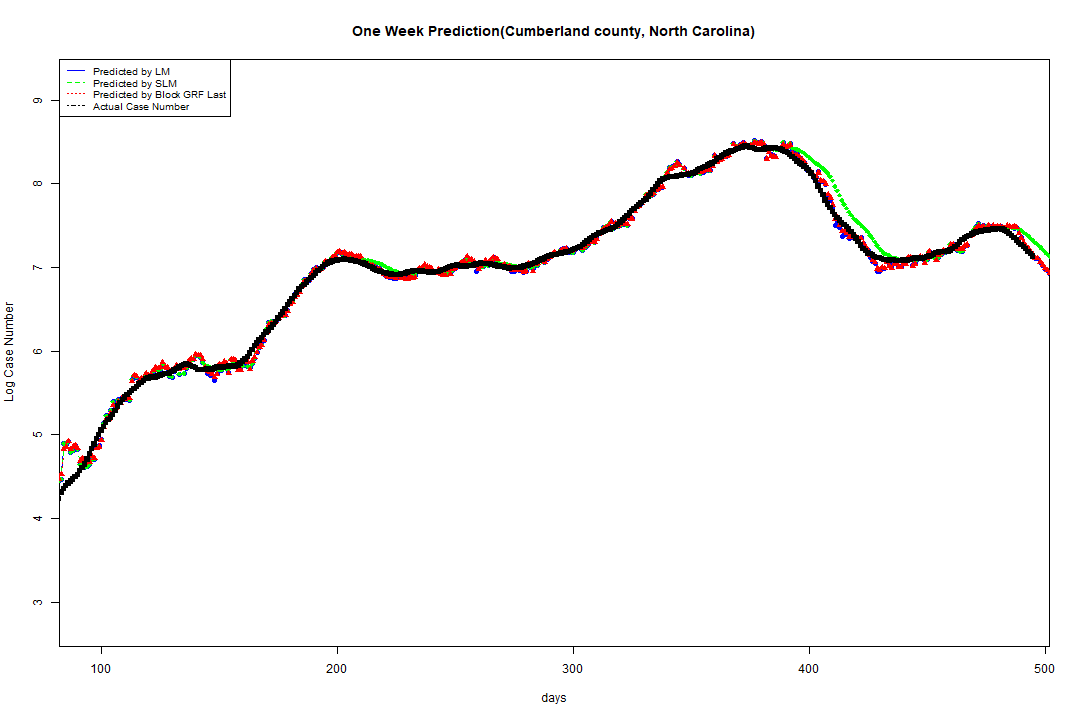 One Week Prediction(Cumberland county, North Carolina)
Predicted by LM
Predicted by SLM
Predicted by Block GRF Last
Actual Case Number
9
8
7
6
5
4
3
Log Case Number
100 200 300 400 500
days